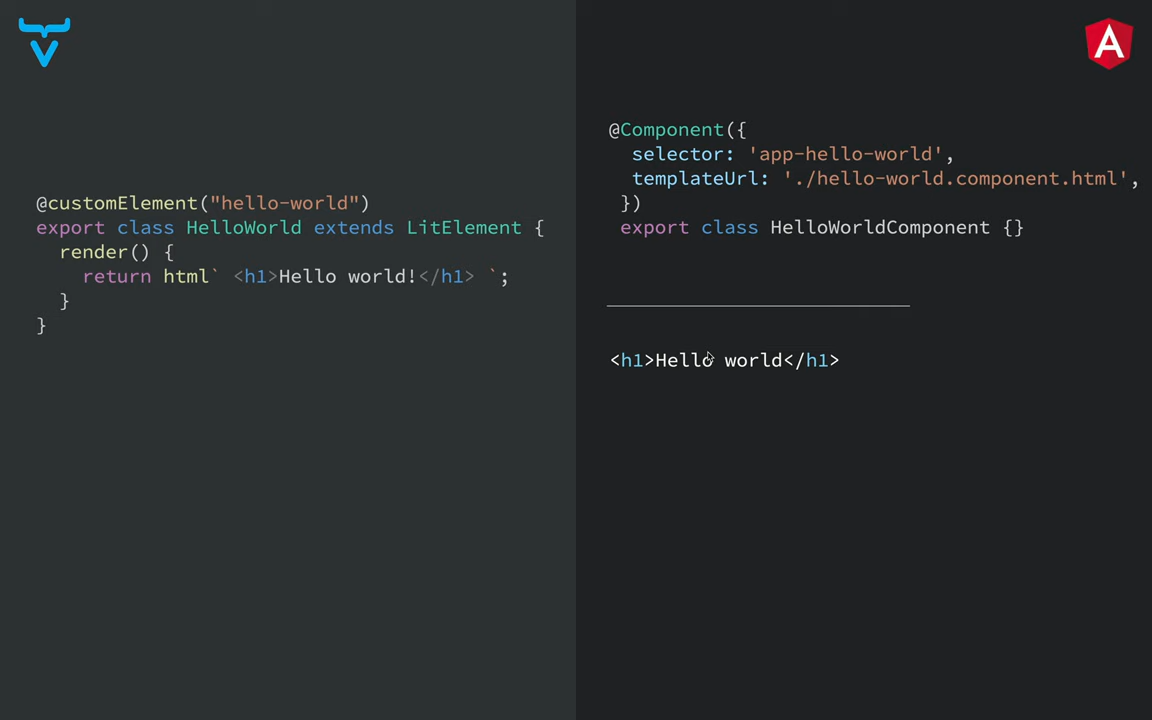 @customElement("hello-world")
export class HelloWorld extends LitElement {
  render() {
    return html` <h1>Hello world!</h1> `;
  }
}
@Component({
  selector: 'app-hello-world',
  templateUrl: './hello-world.component.html',
 })
 export class HelloWorldComponent {}
<h1>Hello world</h1>